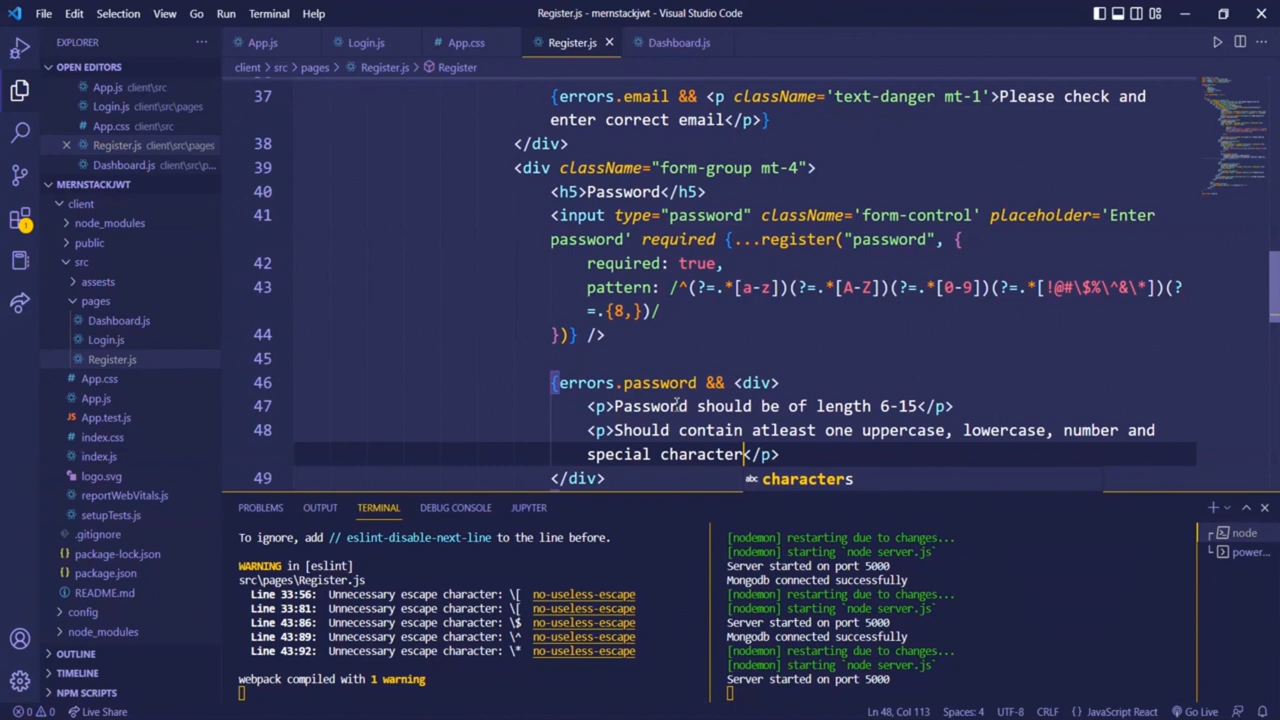 File Edit Selection View Go Run Terminal Help
Register.js - mernstackjwt - Visual Studio Code
EXPLORER
App.js Login.js App.css Register.js Dashboard.js
OPEN EDITORS
App.js client\src
Login.js client\src\pages
App.css client\src
Register.js client\src\pages
Dashboard.js client\src\p...
MERNSTACKJWT
client
node_modules
public
src
assests
pages
Dashboard.js
Login.js
Register.js
App.css
App.js
App.test.js
index.css
index.js
logo.svg
reportWebVitals.js
setupTests.js
.gitignore
package-lock.json
package.json
README.md
config
node_modules
OUTLINE
TIMELINE
NPM SCRIPTS
client > src > pages > Register.js > Register
37 {errors.email && <p className='text-danger mt-1'>Please check and
enter correct email</p>}
38 </div>
39 <div className="form-group mt-4">
40 <h5>Password</h5>
41 <input type="password" className='form-control' placeholder='Enter
password' required {...register("password", {
42 required: true,
43 pattern: /^(?=.*[a-z])(?=.*[A-Z])(?=.*[0-9])(?=.*[!@#\$%\^&\*])(?
=.{8,})/
44 })} />
45
46 {errors.password && <div>
47 <p>Password should be of length 6-15</p>
48 <p>Should contain atleast one uppercase, lowercase, number and
special character</p>
abc characters
49 </div>
PROBLEMS OUTPUT TERMINAL DEBUG CONSOLE JUPYTER
To ignore, add // eslint-disable-next-line to the line before.
WARNING in [eslint]
src\pages\Register.js
Line 33:56: Unnecessary escape character: \[ no-useless-escape
Line 33:81: Unnecessary escape character: \[ no-useless-escape
Line 43:86: Unnecessary escape character: \$ no-useless-escape
Line 43:89: Unnecessary escape character: \^ no-useless-escape
Line 43:92: Unnecessary escape character: \* no-useless-escape
webpack compiled with 1 warning
[nodemon] restarting due to changes...
[nodemon] starting `node server.js`
Server started on port 5000
Mongodb connected successfully
[nodemon] restarting due to changes...
[nodemon] starting `node server.js`
Server started on port 5000
Mongodb connected successfully
[nodemon] restarting due to changes...
[nodemon] starting `node server.js`
Server started on port 5000
node
power...
Live Share
Ln 48, Col 113 Spaces: 4 UTF-8 CRLF {} JavaScript React Go Live